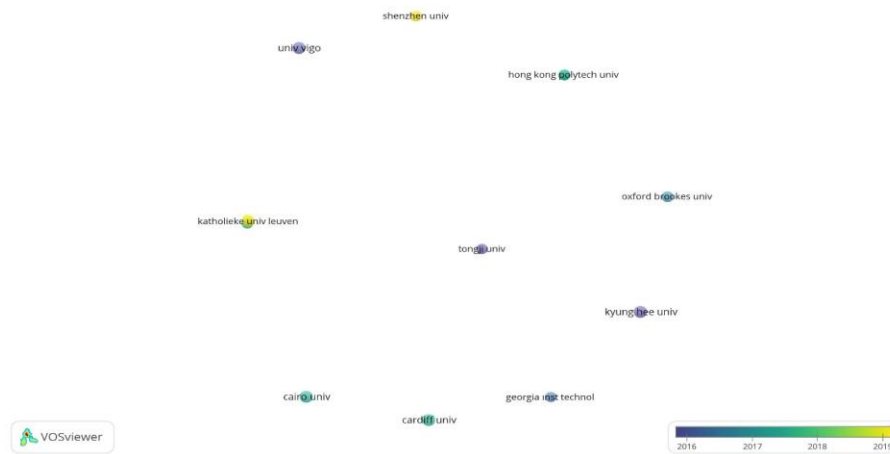 shenzhen univ
univ vigo
hong kong polytech univ
oxford brookes univ
katholieke univ leuven
tongji univ
kyung hee univ
cairo univ
georgia inst technol
cardiff univ
VOSviewer
2016 2017 2018 2019